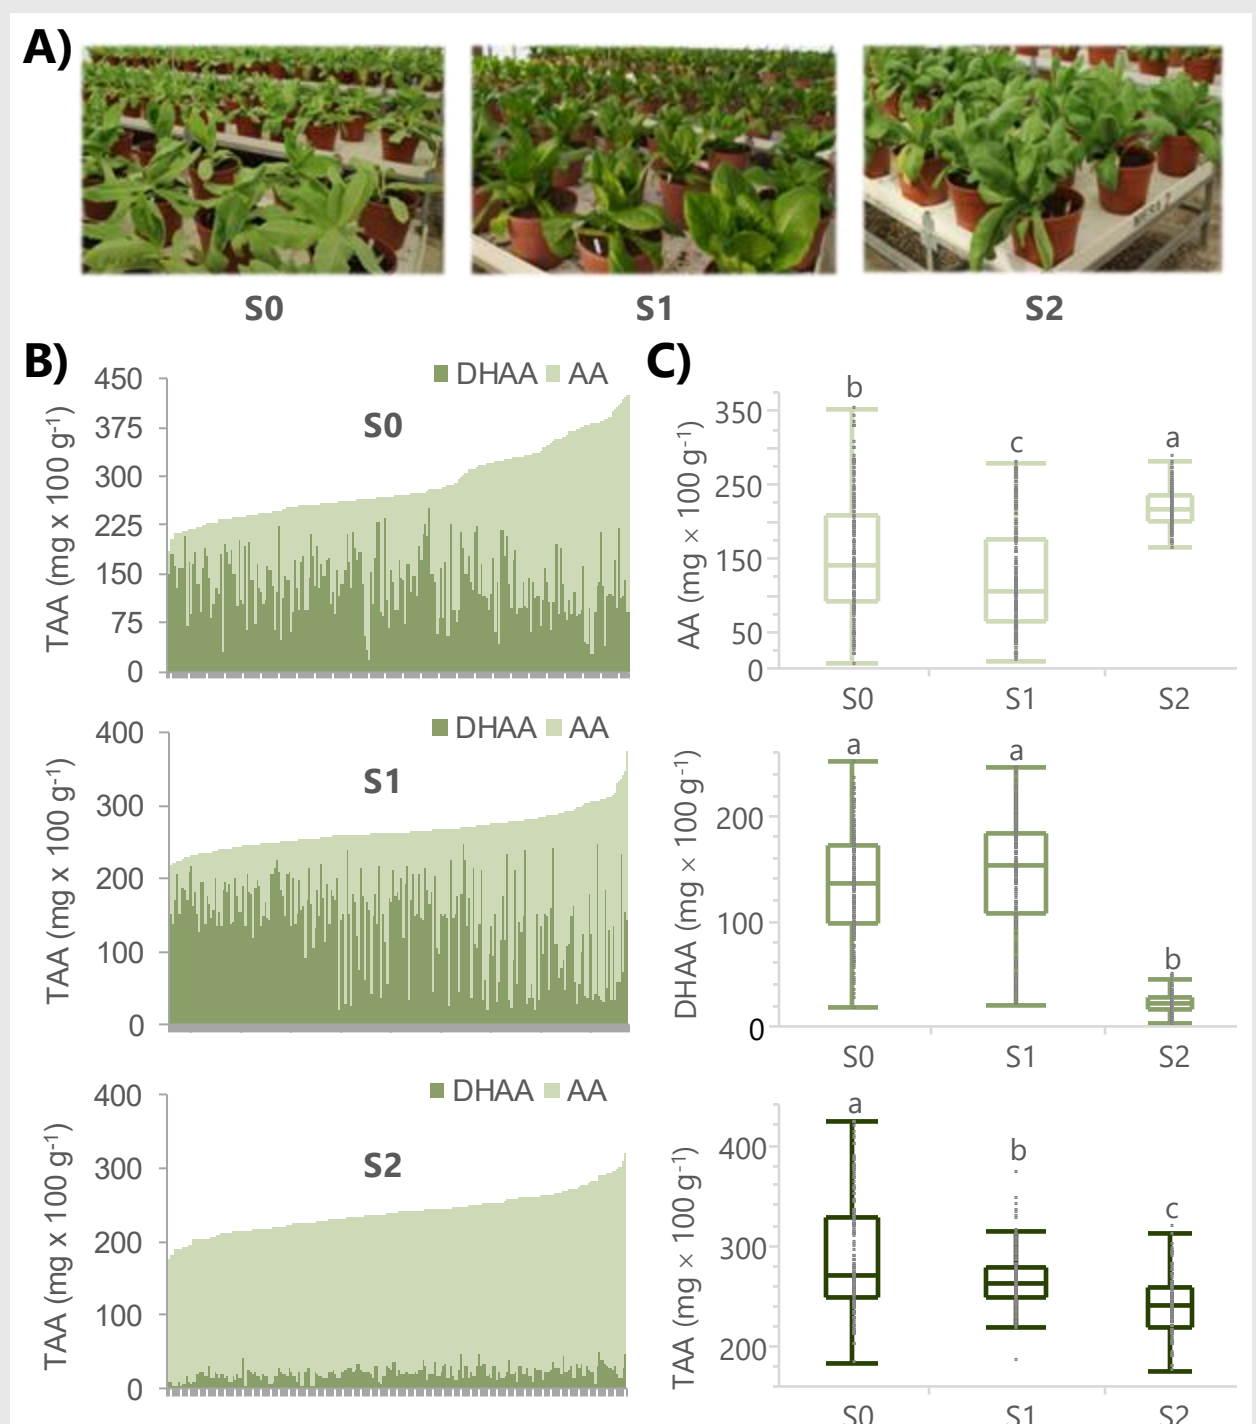 A)
S0 S1 S2
B)
DHAA AA
S0
TAA (mg x 100 g-1)
450
375
300
225
150
75
0
DHAA AA
S1
TAA (mg x 100 g-1)
400
300
200
100
0
DHAA AA
S2
TAA (mg x 100 g-1)
400
300
200
100
0
C)
AA (mg × 100 g-1)
350
250
150
50
0
b c a
S0 S1 S2
DHAA (mg × 100 g-1)
200
100
0
a a b
S0 S1 S2
TAA (mg × 100 g-1)
400
300
200
a b c
S0 S1 S2